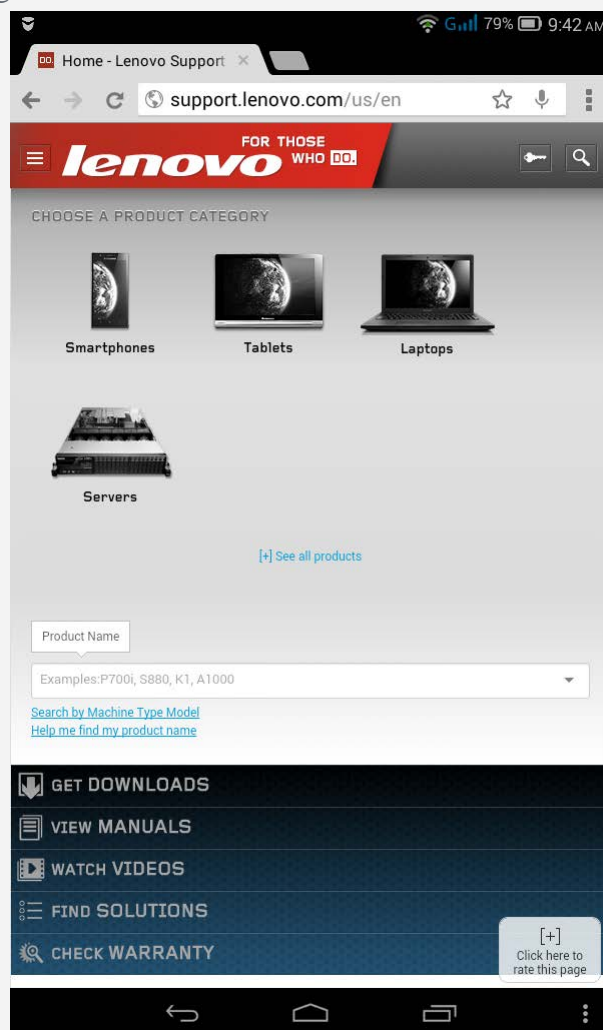 G 79% 9:42 AM
DO. Home - Lenovo Support
support.lenovo.com/us/en
lenovo FOR THOSE
WHO DO.
CHOOSE A PRODUCT CATEGORY
Smartphones Tablets Laptops
Servers
[+] See all products
Product Name
Examples:P700i, S880, K1, A1000
Search by Machine Type Model
Help me find my product name
GET DOWNLOADS
VIEW MANUALS
WATCH VIDEOS
FIND SOLUTIONS
CHECK WARRANTY
[+]
Click here to
rate this page